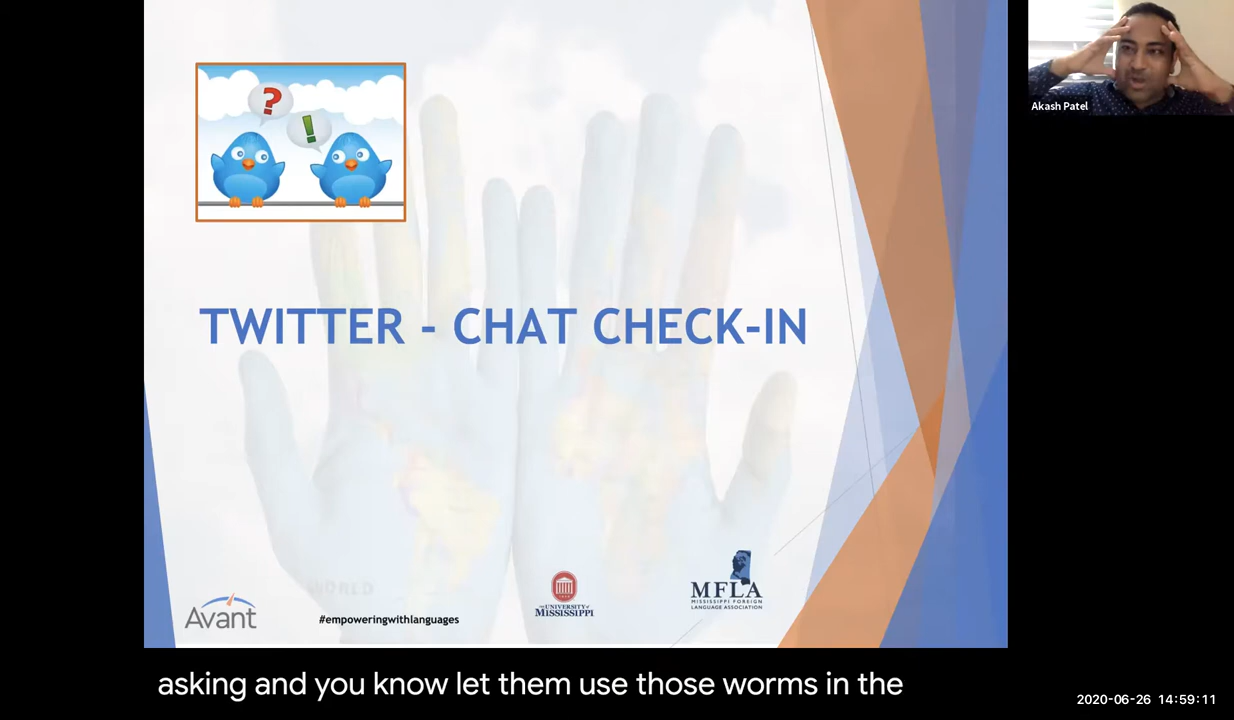 ?
!
Akash Patel
TWITTER - CHAT CHECK-IN
WORLD
Avant
#empoweringwithlanguages
THE UNIVERSITY of
MISSISSIPPI
MFLA
MISSISSIPPI FOREIGN
LANGUAGE ASSOCIATION
asking and you know let them use those worms in the
2020-06-26 14:59:11